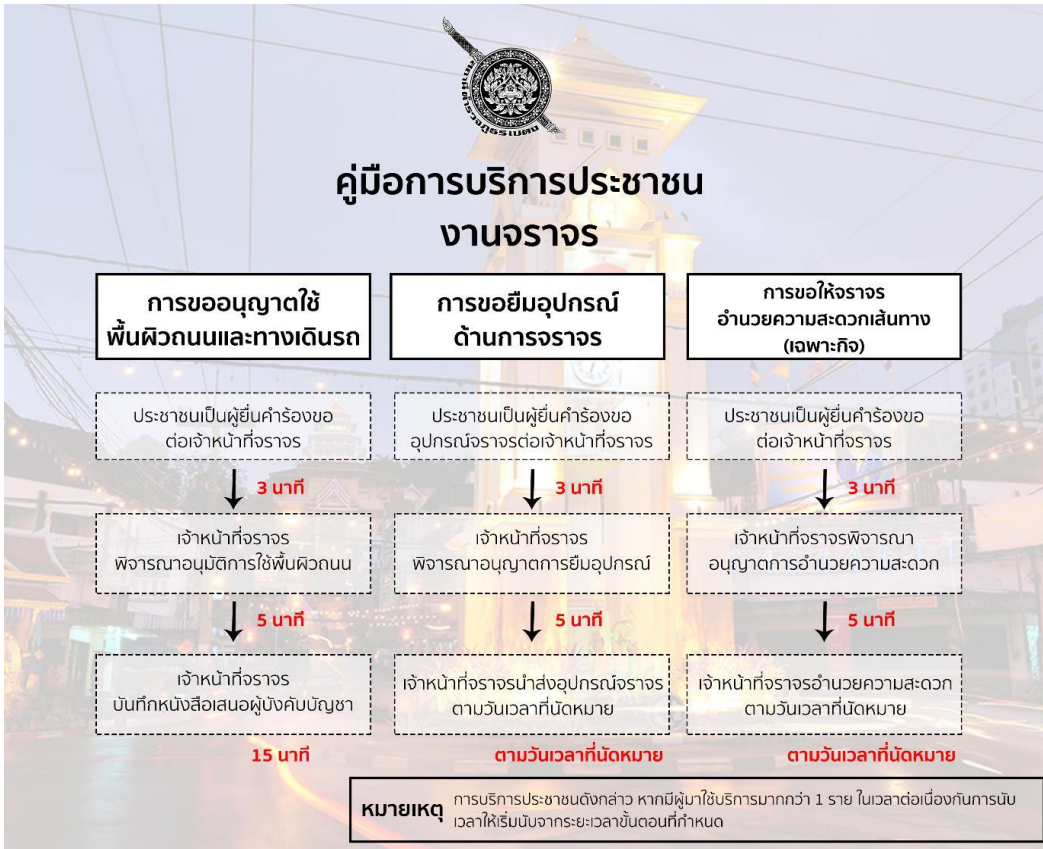 สถานีตำรวจภูธรเบตง
คู่มือการบริการประชาชน
งานจราจร
การขออนุญาตใช้
พื้นผิวถนนและทางเดินรถ
ประชาชนเป็นผู้ยื่นคำร้องขอ
ต่อเจ้าหน้าที่จราจร
3 นาที
เจ้าหน้าที่จราจร
พิจารณาอนุมัติการใช้พื้นผิวถนน
5 นาที
เจ้าหน้าที่จราจร
บันทึกหนังสือเสนอผู้บังคับบัญชา
15 นาที
การขอยืมอุปกรณ์
ด้านการจราจร
ประชาชนเป็นผู้ยื่นคำร้องขอ
อุปกรณ์จราจรต่อเจ้าหน้าที่จราจร
3 นาที
เจ้าหน้าที่จราจร
พิจารณาอนุญาตการยืมอุปกรณ์
5 นาที
เจ้าหน้าที่จราจรนำส่งอุปกรณ์จราจร
ตามวันเวลาที่นัดหมาย
ตามวันเวลาที่นัดหมาย
การขอให้จราจร
อำนวยความสะดวกเส้นทาง
(เฉพาะกิจ)
ประชาชนเป็นผู้ยื่นคำร้องขอ
ต่อเจ้าหน้าที่จราจร
3 นาที
เจ้าหน้าที่จราจรพิจารณา
อนุญาตการอำนวยความสะดวก
5 นาที
เจ้าหน้าที่จราจรอำนวยความสะดวก
ตามวันเวลาที่นัดหมาย
ตามวันเวลาที่นัดหมาย
หมายเหตุ การบริการประชาชนดังกล่าว หากมีผู้มาใช้บริการมากกว่า 1 ราย ในเวลาต่อเนื่องกันการนับ
เวลาให้เริ่มนับจากระยะเวลาขั้นตอนที่กำหนด